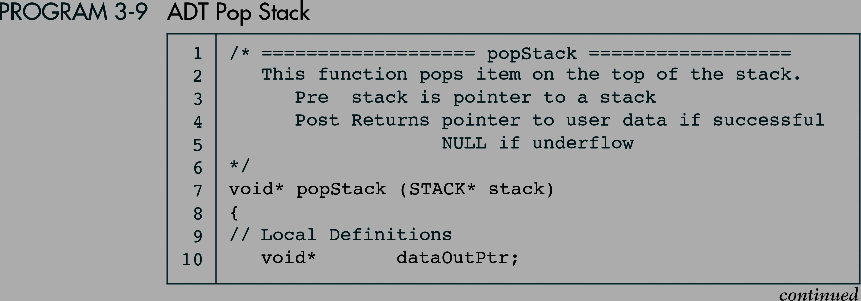 PROGRAM 3-9 ADT Pop Stack
1 /* =================== popStack ==================
2 This function pops item on the top of the stack.
3 Pre stack is pointer to a stack
4 Post Returns pointer to user data if successful
5 NULL if underflow
6 */
7 void* popStack (STACK* stack)
8 {
9 // Local Definitions
10 void* dataOutPtr;
continued